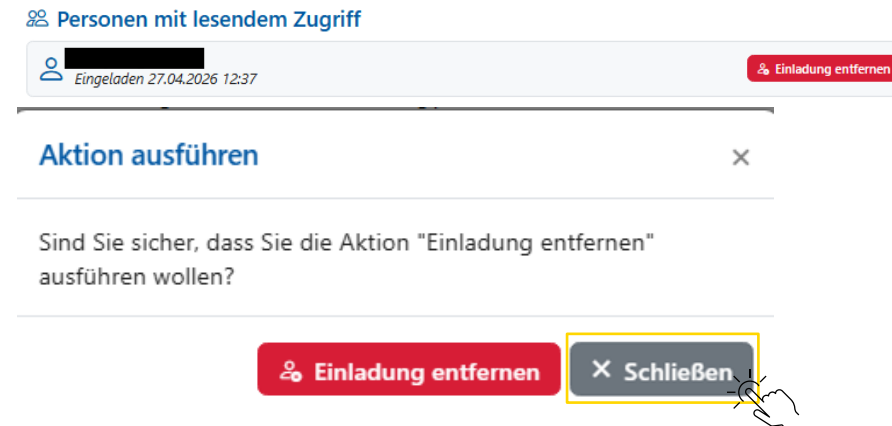 Personen mit lesendem Zugriff
Eingeladen 27.04.2026 12:37
Einladung entfernen
Aktion ausführen
Sind Sie sicher, dass Sie die Aktion "Einladung entfernen"
ausführen wollen?
Einladung entfernen
Schließen